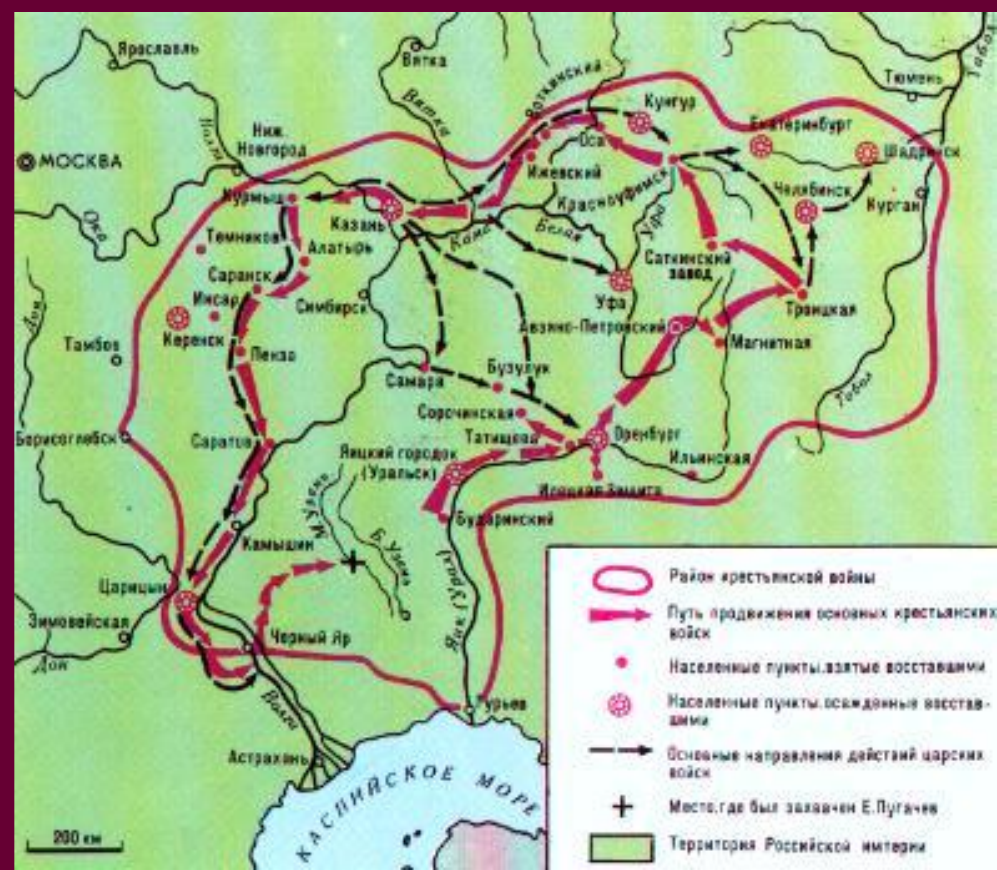 Ярославль
Вятка
Вятка
Воткинский
Кунгур
Тюмень
Тобол
Волга
Ниж.
Новгород
МОСКВА
Оса
Екатеринбург
Шадринск
Ижевский
Красноуфимск
Челябинск
Курган
Курмыш
Казань
Кама
Белая
Уфа
Ока
Темников
Алатырь
Саткинский
завод
Саранск
Симбирск
Уфа
Троицкая
Инсар
Керенск
Авзяно-Петровский
Магнитная
Дон
Тамбов
Пенза
Самара
Бузулук
Тобол
Сорочинская
Борисоглебск
Саратов
Татищева
Оренбург
Яицкий городок
(Уральск)
Ильинская
Илецкая Защита
М.Узень
Бударинский
Б.Узень
Камышин
Царицын
Яик (Урал)
Зимовейская
Черный Яр
Дон
Волга
Гурьев
Астрахань
КАСПИЙСКОЕ МОРЕ
200 км
Район крестьянской войны
Путь продвижения основных крестьянских
войск
Населенные пункты, взятые восставшими
Населенные пункты, осажденные восстав-
шими
Основные направления действий царских
войск
Место, где был захвачен Е.Пугачев
Территория Российской империи